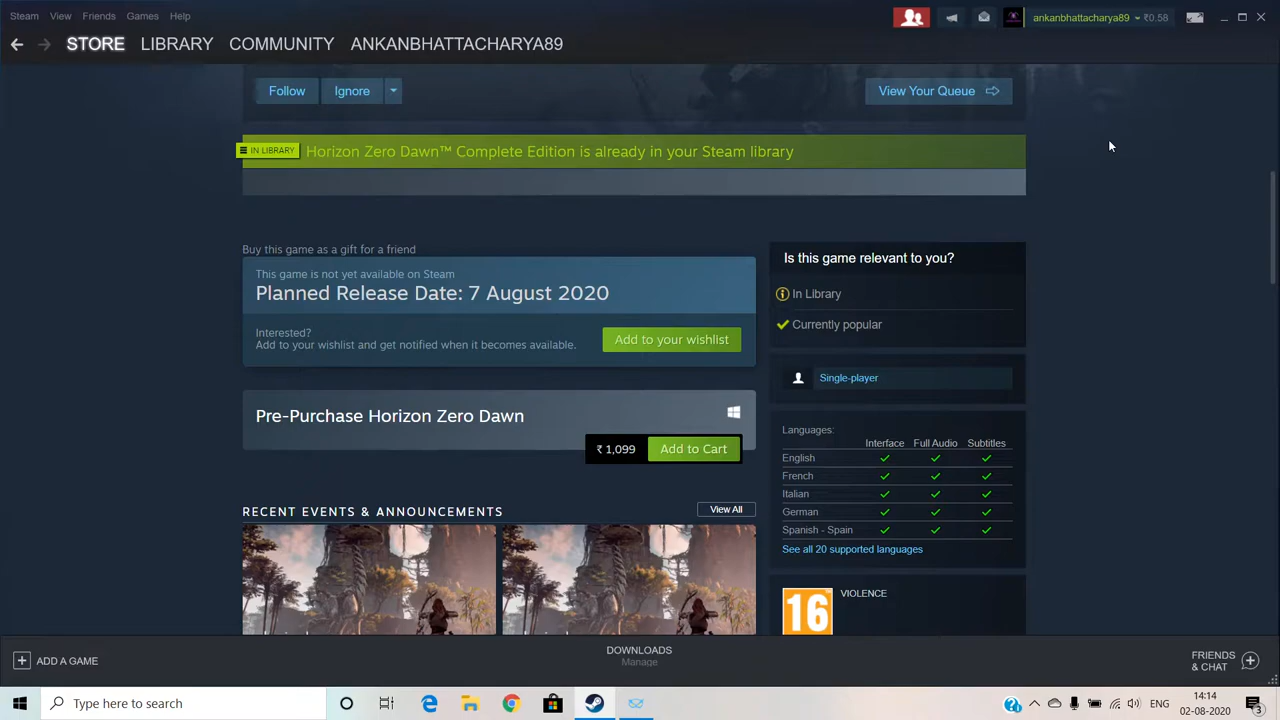 Steam View Friends Games Help
ankanbhattacharya89 ₹0.58
STORE LIBRARY COMMUNITY ANKANBHATTACHARYA89
Follow Ignore View Your Queue
IN LIBRARY Horizon Zero Dawn™ Complete Edition is already in your Steam library
Buy this game as a gift for a friend
This game is not yet available on Steam
Planned Release Date: 7 August 2020
Interested?
Add to your wishlist and get notified when it becomes available.
Add to your wishlist
Pre-Purchase Horizon Zero Dawn
₹ 1,099 Add to Cart
RECENT EVENTS & ANNOUNCEMENTS View All
Is this game relevant to you?
In Library
Currently popular
Single-player
Languages:
Interface Full Audio Subtitles
English
French
Italian
German
Spanish - Spain
See all 20 supported languages
16 VIOLENCE
ADD A GAME
DOWNLOADS
Manage
FRIENDS
& CHAT
Type here to search
ENG
14:14
02-08-2020
3